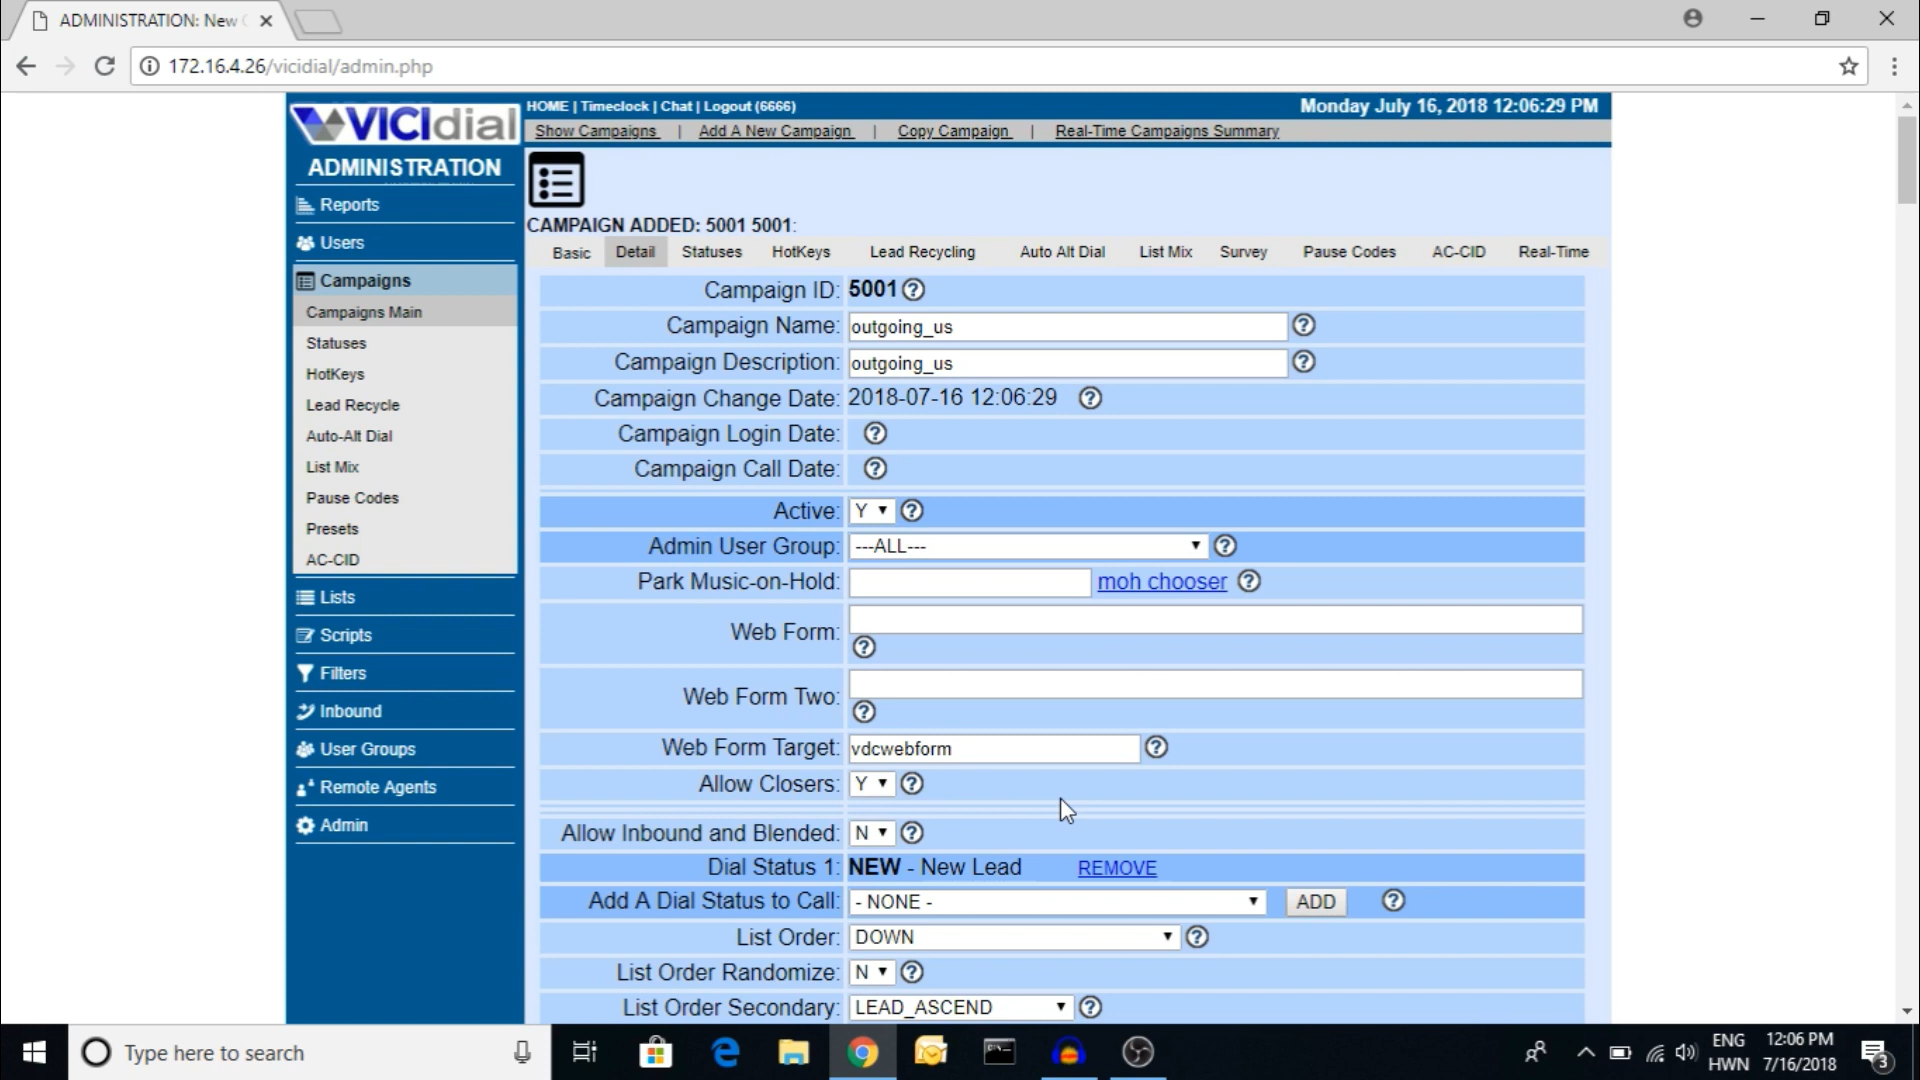 ADMINISTRATION: New
172.16.4.26/vicidial/admin.php
VICIdial
HOME | Timeclock | Chat | Logout (6666)
Monday July 16, 2018 12:06:29 PM
Show Campaigns | Add A New Campaign | Copy Campaign | Real-Time Campaigns Summary
ADMINISTRATION
Reports
Users
Campaigns
Campaigns Main
Statuses
HotKeys
Lead Recycle
Auto-Alt Dial
List Mix
Pause Codes
Presets
AC-CID
Lists
Scripts
Filters
Inbound
User Groups
Remote Agents
Admin
CAMPAIGN ADDED: 5001 5001:
Basic Detail Statuses HotKeys Lead Recycling Auto Alt Dial List Mix Survey Pause Codes AC-CID Real-Time
Campaign ID: 5001
Campaign Name: outgoing_us
Campaign Description: outgoing_us
Campaign Change Date: 2018-07-16 12:06:29
Campaign Login Date:
Campaign Call Date:
Active: Y
Admin User Group: ---ALL---
Park Music-on-Hold: moh chooser
Web Form:
Web Form Two:
Web Form Target: vdcwebform
Allow Closers: Y
Allow Inbound and Blended: N
Dial Status 1: NEW - New Lead REMOVE
Add A Dial Status to Call: - NONE - ADD
List Order: DOWN
List Order Randomize: N
List Order Secondary: LEAD_ASCEND
Type here to search
ENG 12:06 PM
HWN 7/16/2018
3